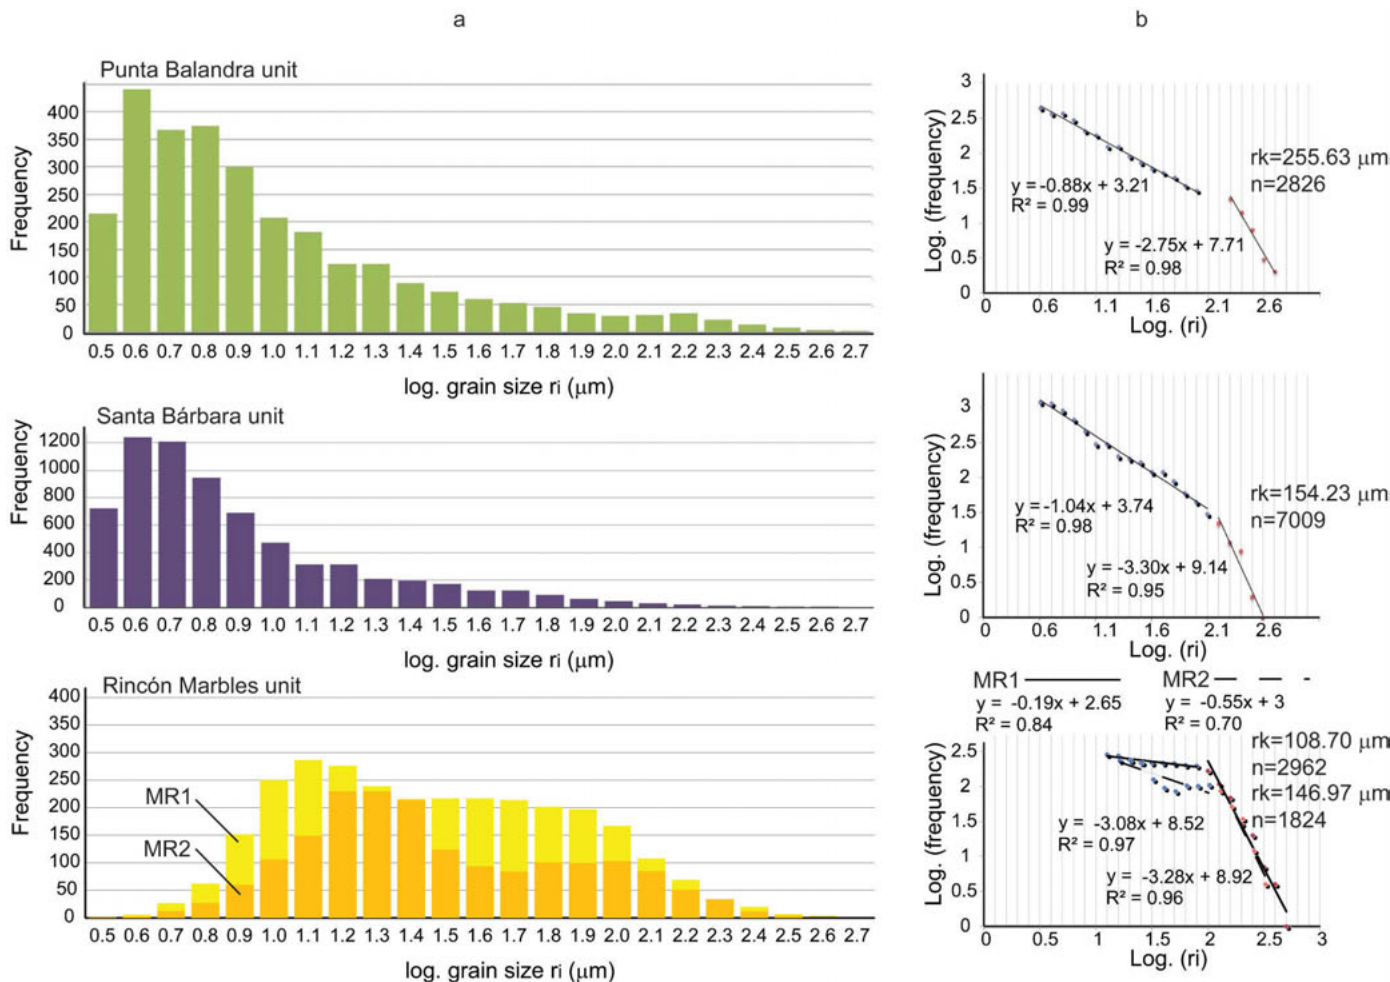 a
b
Punta Balandra unit
Frequency
400
350
300
250
200
150
100
50
0
0.5 0.6 0.7 0.8 0.9 1.0 1.1 1.2 1.3 1.4 1.5 1.6 1.7 1.8 1.9 2.0 2.1 2.2 2.3 2.4 2.5 2.6 2.7
log. grain size ri (μm)
Log. (frequency)
3
2.5
2
1.5
1
0.5
0
y = -0.88x + 3.21
R² = 0.99
y = -2.75x + 7.71
R² = 0.98
rk=255.63 μm
n=2826
0 0.6 1.1 1.6 2.1 2.6
Log. (ri)
Santa Bárbara unit
Frequency
1200
1000
800
600
400
200
0
0.5 0.6 0.7 0.8 0.9 1.0 1.1 1.2 1.3 1.4 1.5 1.6 1.7 1.8 1.9 2.0 2.1 2.2 2.3 2.4 2.5 2.6 2.7
log. grain size ri (μm)
Log. (frequency)
3
2.5
2
1.5
1
0.5
0
y = -1.04x + 3.74
R² = 0.98
y = -3.30x + 9.14
R² = 0.95
rk=154.23 μm
n=7009
0 0.6 1.1 1.6 2.1 2.6
Log. (ri)
Rincón Marbles unit
Frequency
400
350
300
250
200
150
100
50
0
MR1
MR2
0.5 0.6 0.7 0.8 0.9 1.0 1.1 1.2 1.3 1.4 1.5 1.6 1.7 1.8 1.9 2.0 2.1 2.2 2.3 2.4 2.5 2.6 2.7
log. grain size ri (μm)
MR1
y = -0.19x + 2.65
R² = 0.84
MR2
y = -0.55x + 3
R² = 0.70
Log. (frequency)
2.5
2
1.5
1
0.5
0
y = -3.08x + 8.52
R² = 0.97
y = -3.28x + 8.92
R² = 0.96
rk=108.70 μm
n=2962
rk=146.97 μm
n=1824
0 0.5 1 1.5 2 2.5 3
Log. (ri)